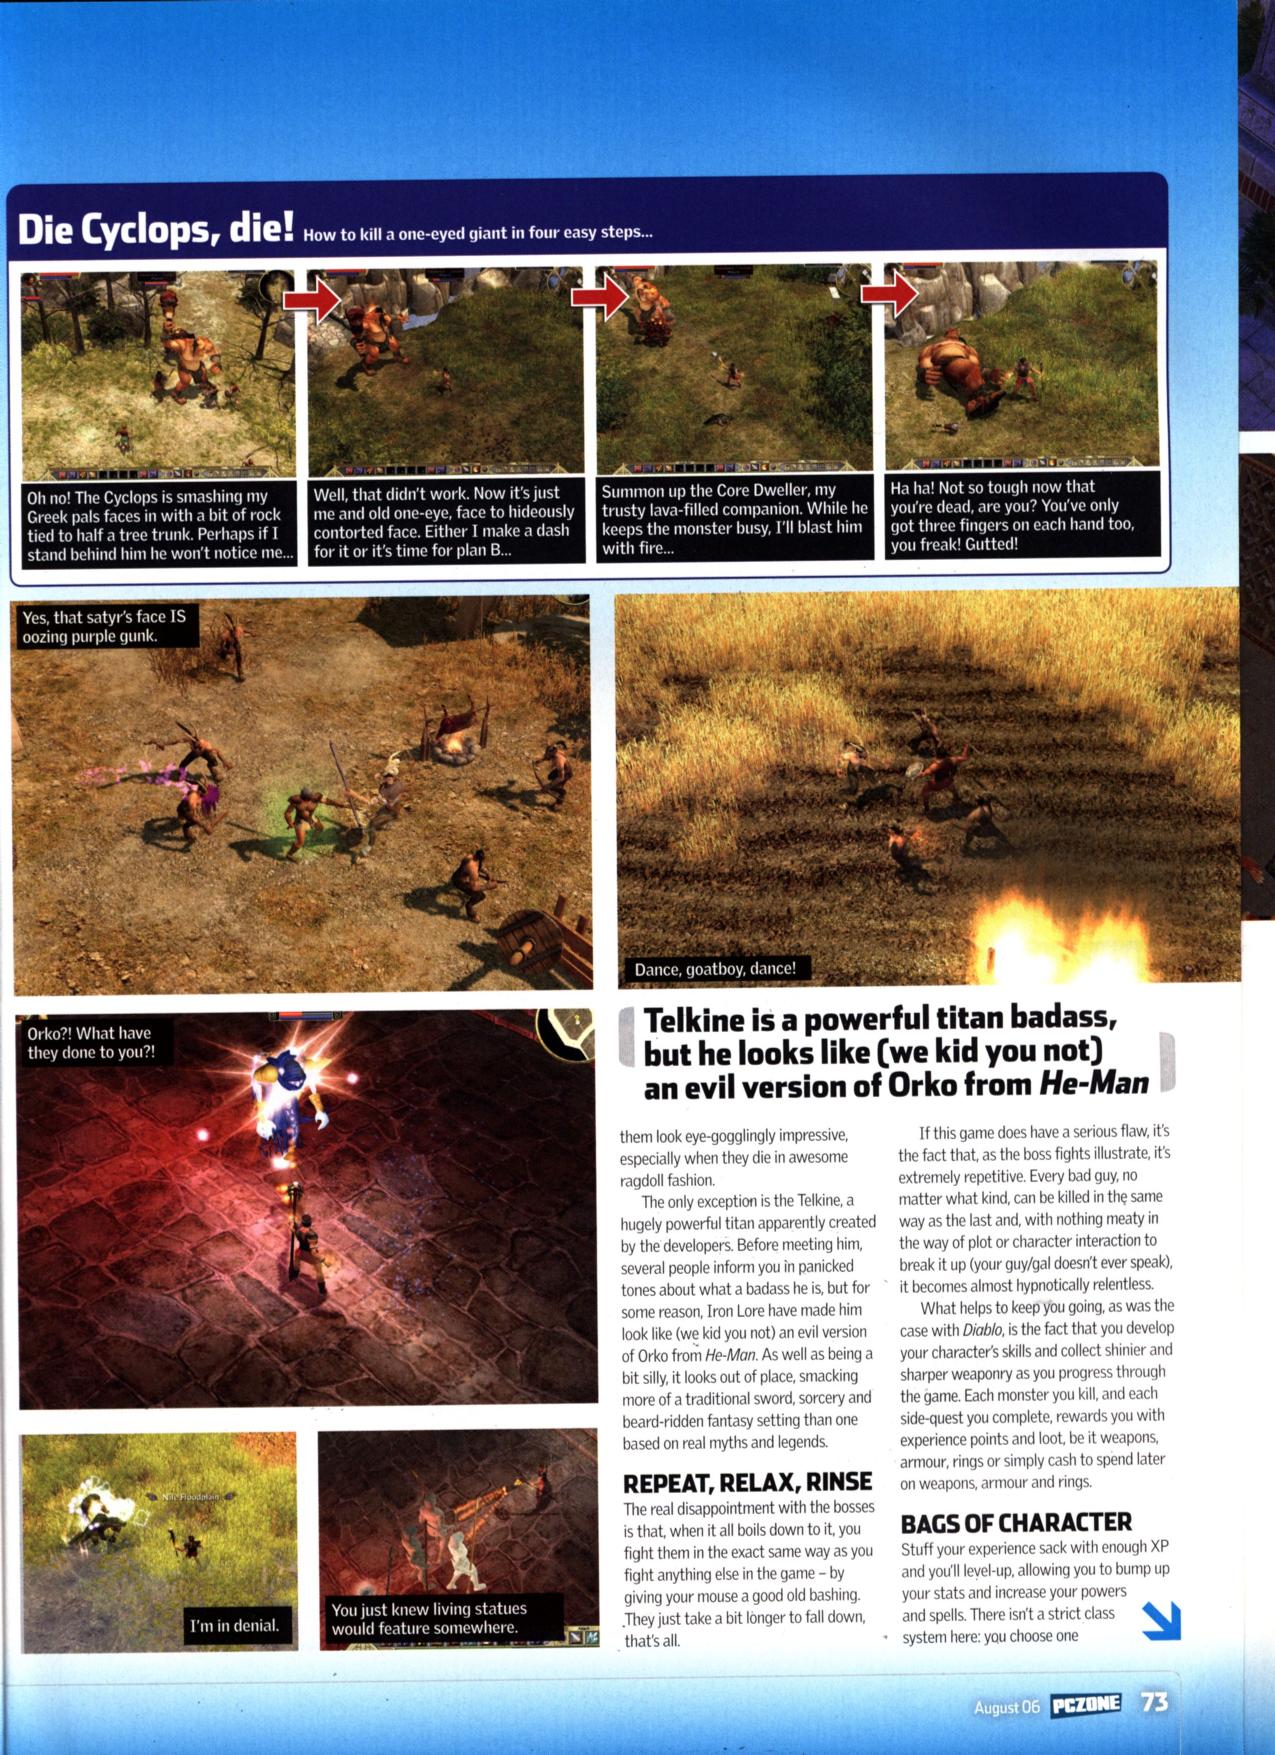 Die Cyclops, die! How to kill a one-eyed giant in four easy steps...
Oh no! The Cyclops is smashing my
Greek pals faces in with a bit of rock
tied to half a tree trunk. Perhaps if I
stand behind him he won't notice me...
Well, that didn't work. Now it's just
me and old one-eye, face to hideously
contorted face. Either I make a dash
for it or it's time for plan B...
Summon up the Core Dweller, my
trusty lava-filled companion. While he
keeps the monster busy, I'll blast him
with fire...
Ha ha! Not so tough now that
you're dead, are you? You've only
got three fingers on each hand too,
you freak! Gutted!
Yes, that satyr's face IS
oozing purple gunk.
Dance, goatboy, dance!
Orko?! What have
they done to you?!
Nile Floodplain
I'm in denial.
You just knew living statues
would feature somewhere.
Telkine is a powerful titan badass,
but he looks like (we kid you not)
an evil version of Orko from He-Man
them look eye-gogglingly impressive,
especially when they die in awesome
ragdoll fashion.
The only exception is the Telkine, a
hugely powerful titan apparently created
by the developers. Before meeting him,
several people inform you in panicked
tones about what a badass he is, but for
some reason, Iron Lore have made him
look like (we kid you not) an evil version
of Orko from He-Man. As well as being a
bit silly, it looks out of place, smacking
more of a traditional sword, sorcery and
beard-ridden fantasy setting than one
based on real myths and legends.
REPEAT, RELAX, RINSE
The real disappointment with the bosses
is that, when it all boils down to it, you
fight them in the exact same way as you
fight anything else in the game – by
giving your mouse a good old bashing.
They just take a bit longer to fall down,
that's all.
If this game does have a serious flaw, it's
the fact that, as the boss fights illustrate, it's
extremely repetitive. Every bad guy, no
matter what kind, can be killed in the same
way as the last and, with nothing meaty in
the way of plot or character interaction to
break it up (your guy/gal doesn't ever speak),
it becomes almost hypnotically relentless.
What helps to keep you going, as was the
case with Diablo, is the fact that you develop
your character's skills and collect shinier and
sharper weaponry as you progress through
the game. Each monster you kill, and each
side-quest you complete, rewards you with
experience points and loot, be it weapons,
armour, rings or simply cash to spend later
on weapons, armour and rings.
BAGS OF CHARACTER
Stuff your experience sack with enough XP
and you'll level-up, allowing you to bump up
your stats and increase your powers
and spells. There isn't a strict class
system here: you choose one
August 06 PCZONE 73